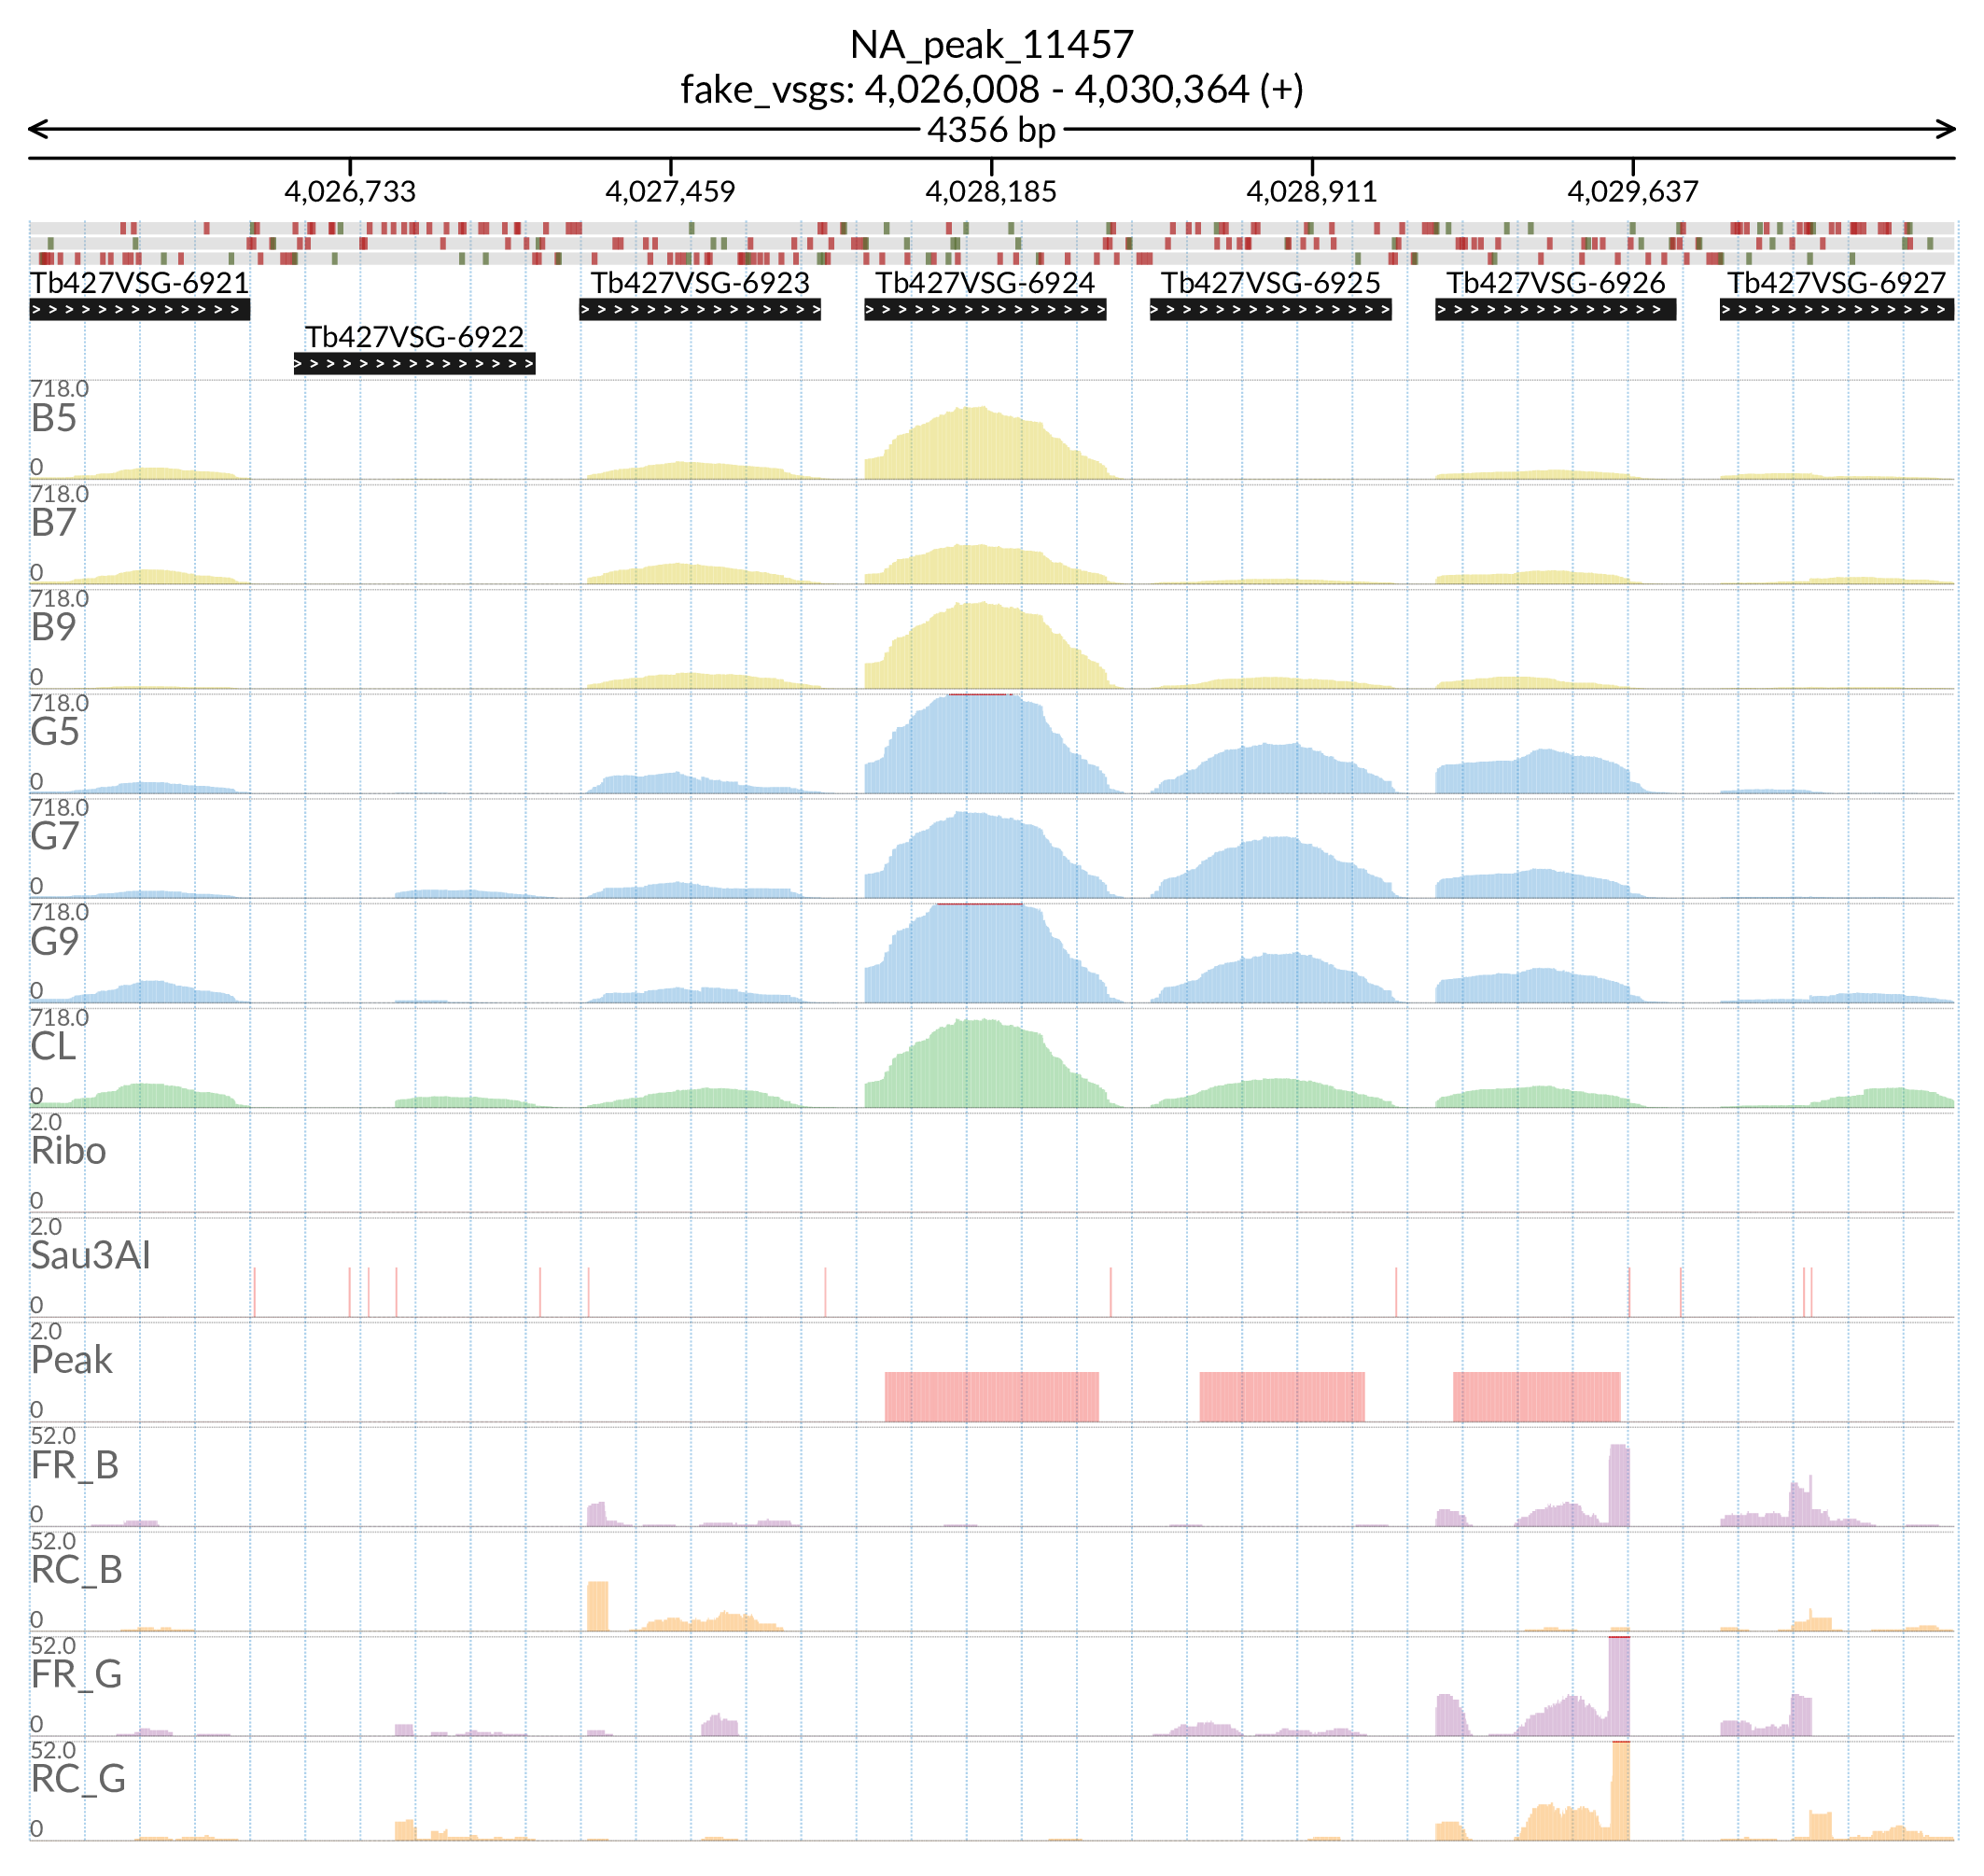 NA_peak_11457
fake_vsgs: 4,026,008 - 4,030,364 (+)
4356 bp
4,026,733 4,027,459 4,028,185 4,028,911 4,029,637
Tb427VSG-6921 Tb427VSG-6923 Tb427VSG-6924 Tb427VSG-6925 Tb427VSG-6926 Tb427VSG-6927
Tb427VSG-6922
718.0
B5
0
718.0
B7
0
718.0
B9
0
718.0
G5
0
718.0
G7
0
718.0
G9
0
718.0
CL
0
2.0
Ribo
0
2.0
Sau3AI
0
2.0
Peak
0
52.0
FR_B
0
52.0
RC_B
0
52.0
FR_G
0
52.0
RC_G
0